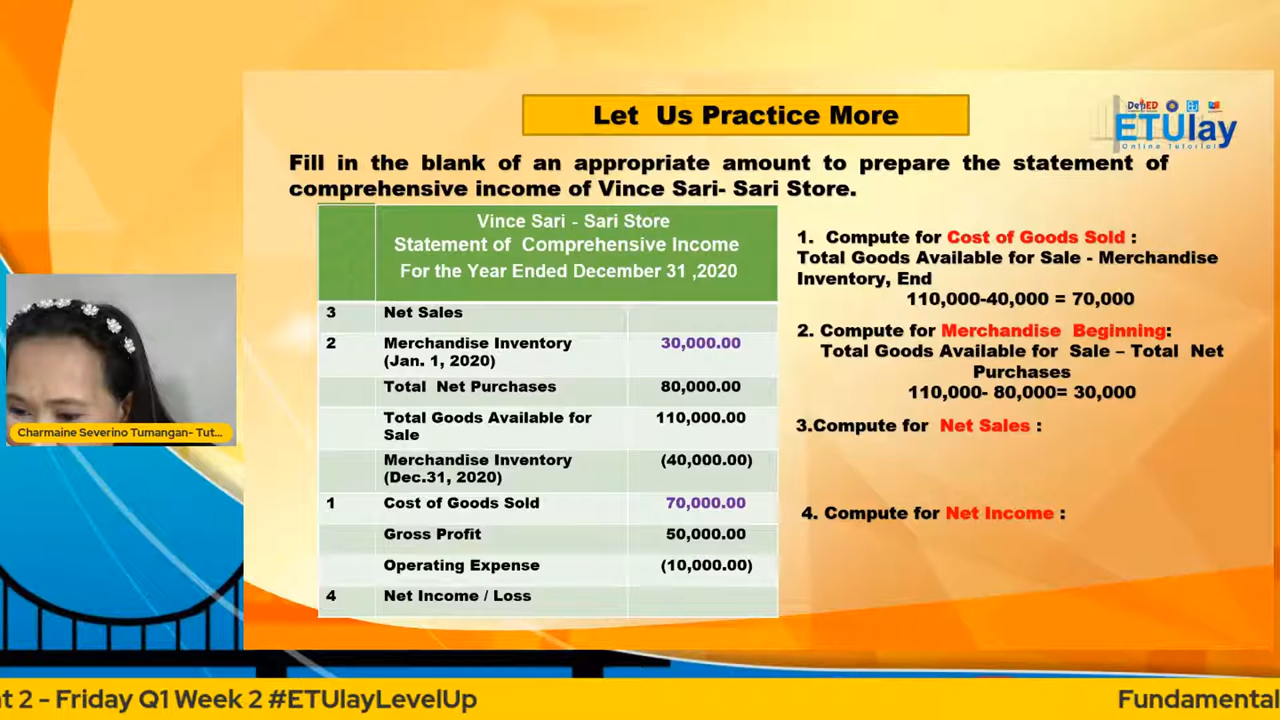 Let Us Practice More
DepED
ETUlay
Online Tutorial
Fill in the blank of an appropriate amount to prepare the statement of
comprehensive income of Vince Sari- Sari Store.
Vince Sari - Sari Store
Statement of Comprehensive Income
For the Year Ended December 31 ,2020
3 Net Sales
2 Merchandise Inventory 30,000.00
(Jan. 1, 2020)
Total Net Purchases 80,000.00
Total Goods Available for 110,000.00
Sale
Merchandise Inventory (40,000.00)
(Dec.31, 2020)
1 Cost of Goods Sold 70,000.00
Gross Profit 50,000.00
Operating Expense (10,000.00)
4 Net Income / Loss
1. Compute for Cost of Goods Sold :
Total Goods Available for Sale - Merchandise
Inventory, End
110,000-40,000 = 70,000
2. Compute for Merchandise Beginning:
Total Goods Available for Sale – Total Net
Purchases
110,000- 80,000= 30,000
3.Compute for Net Sales :
4. Compute for Net Income :
Charmaine Severino Tumangan- Tut...
t 2 - Friday Q1 Week 2 #ETUlayLevelUp
Fundamental